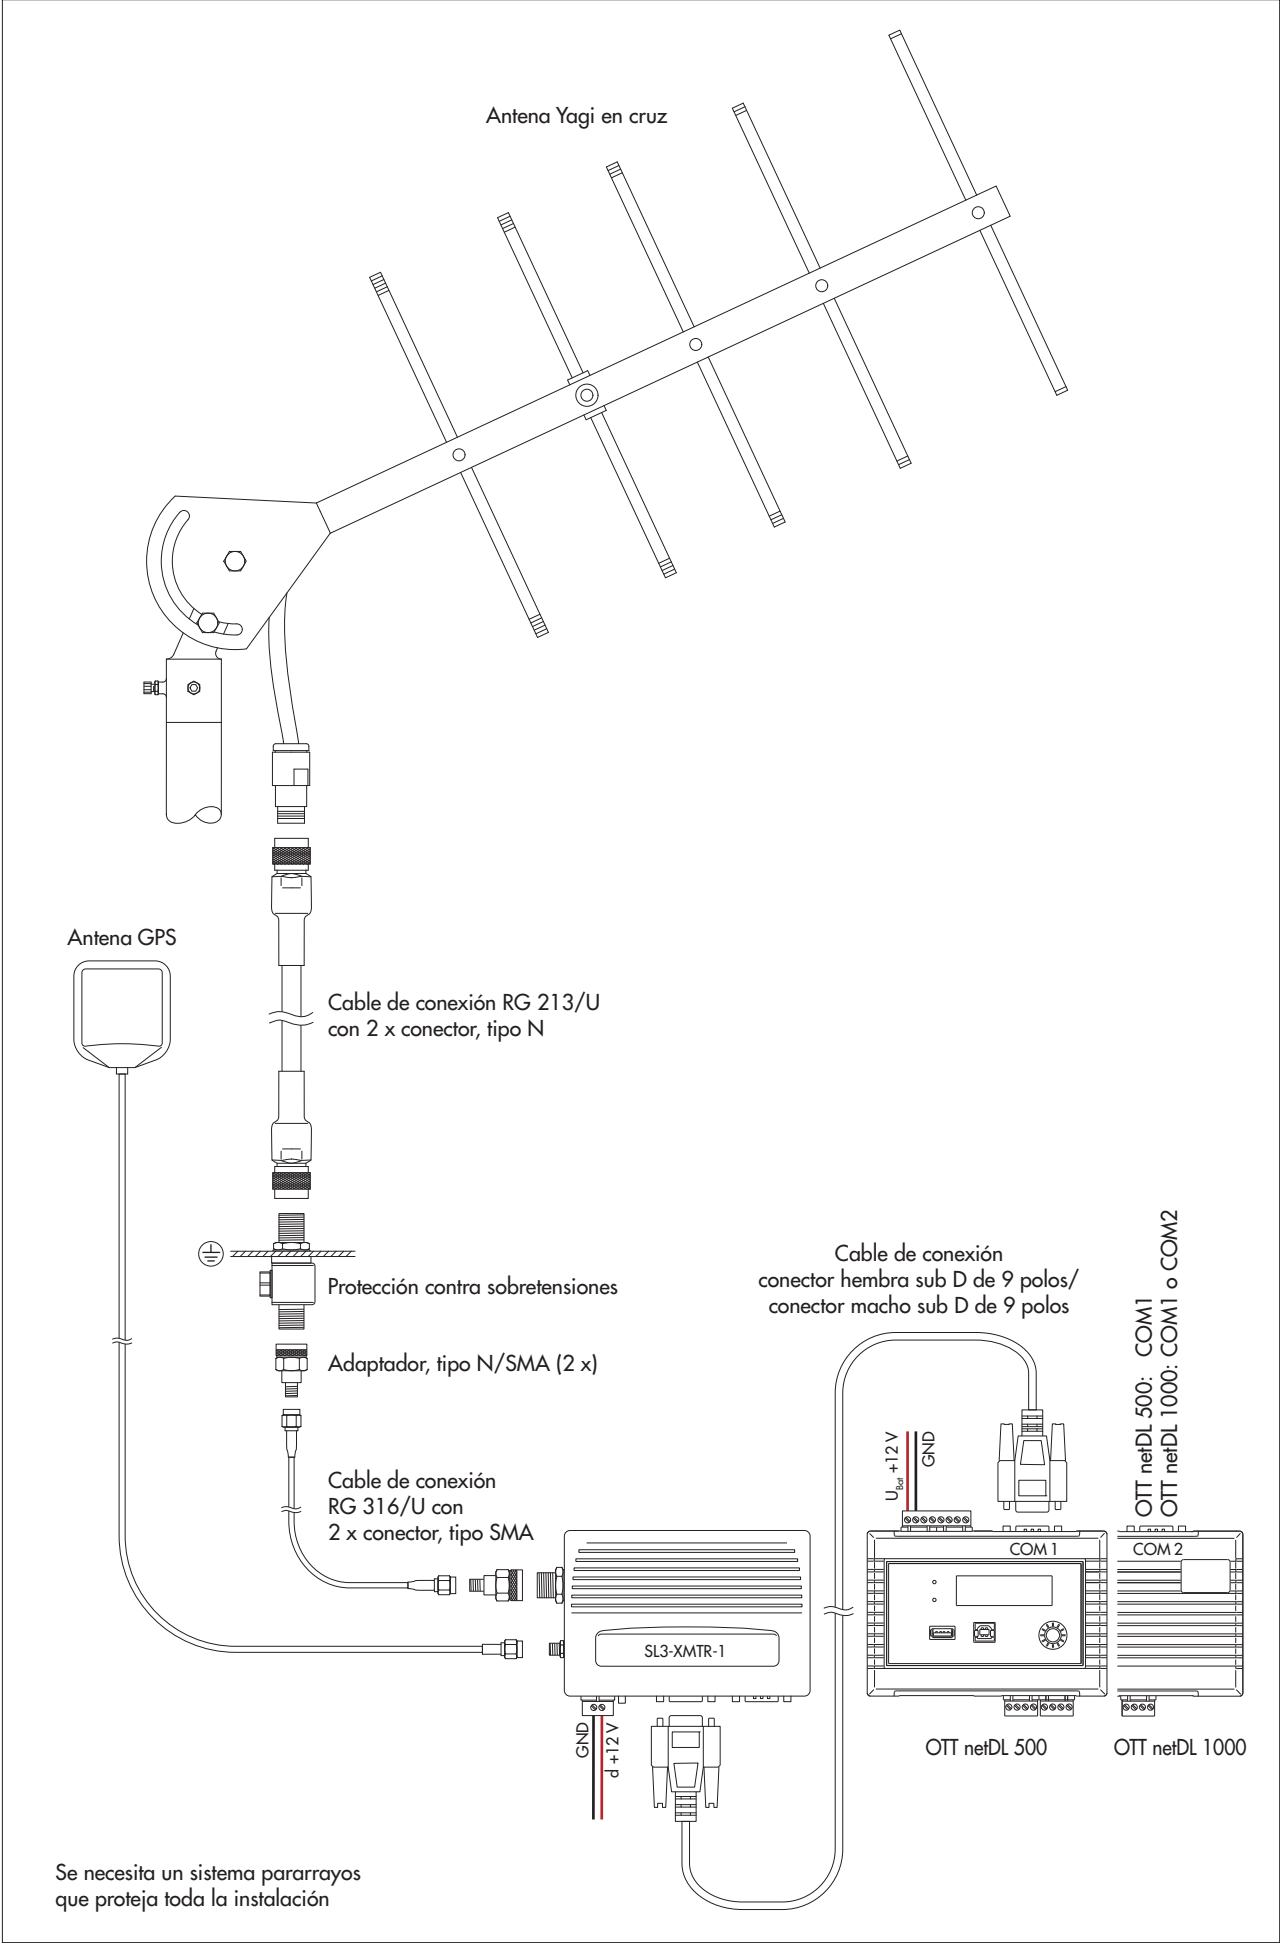 Antena Yagi en cruz
Antena GPS
Cable de conexión RG 213/U
con 2 x conector, tipo N
Protección contra sobretensiones
Adaptador, tipo N/SMA (2 x)
Cable de conexión
RG 316/U con
2 x conector, tipo SMA
Cable de conexión
conector hembra sub D de 9 polos/
conector macho sub D de 9 polos
OTT netDL 500: COM1
OTT netDL 1000: COM1 o COM2
UBat +12 V
GND
COM 1
COM 2
SL3-XMTR-1
GND
d +12 V
OTT netDL 500
OTT netDL 1000
Se necesita un sistema pararrayos
que proteja toda la instalación